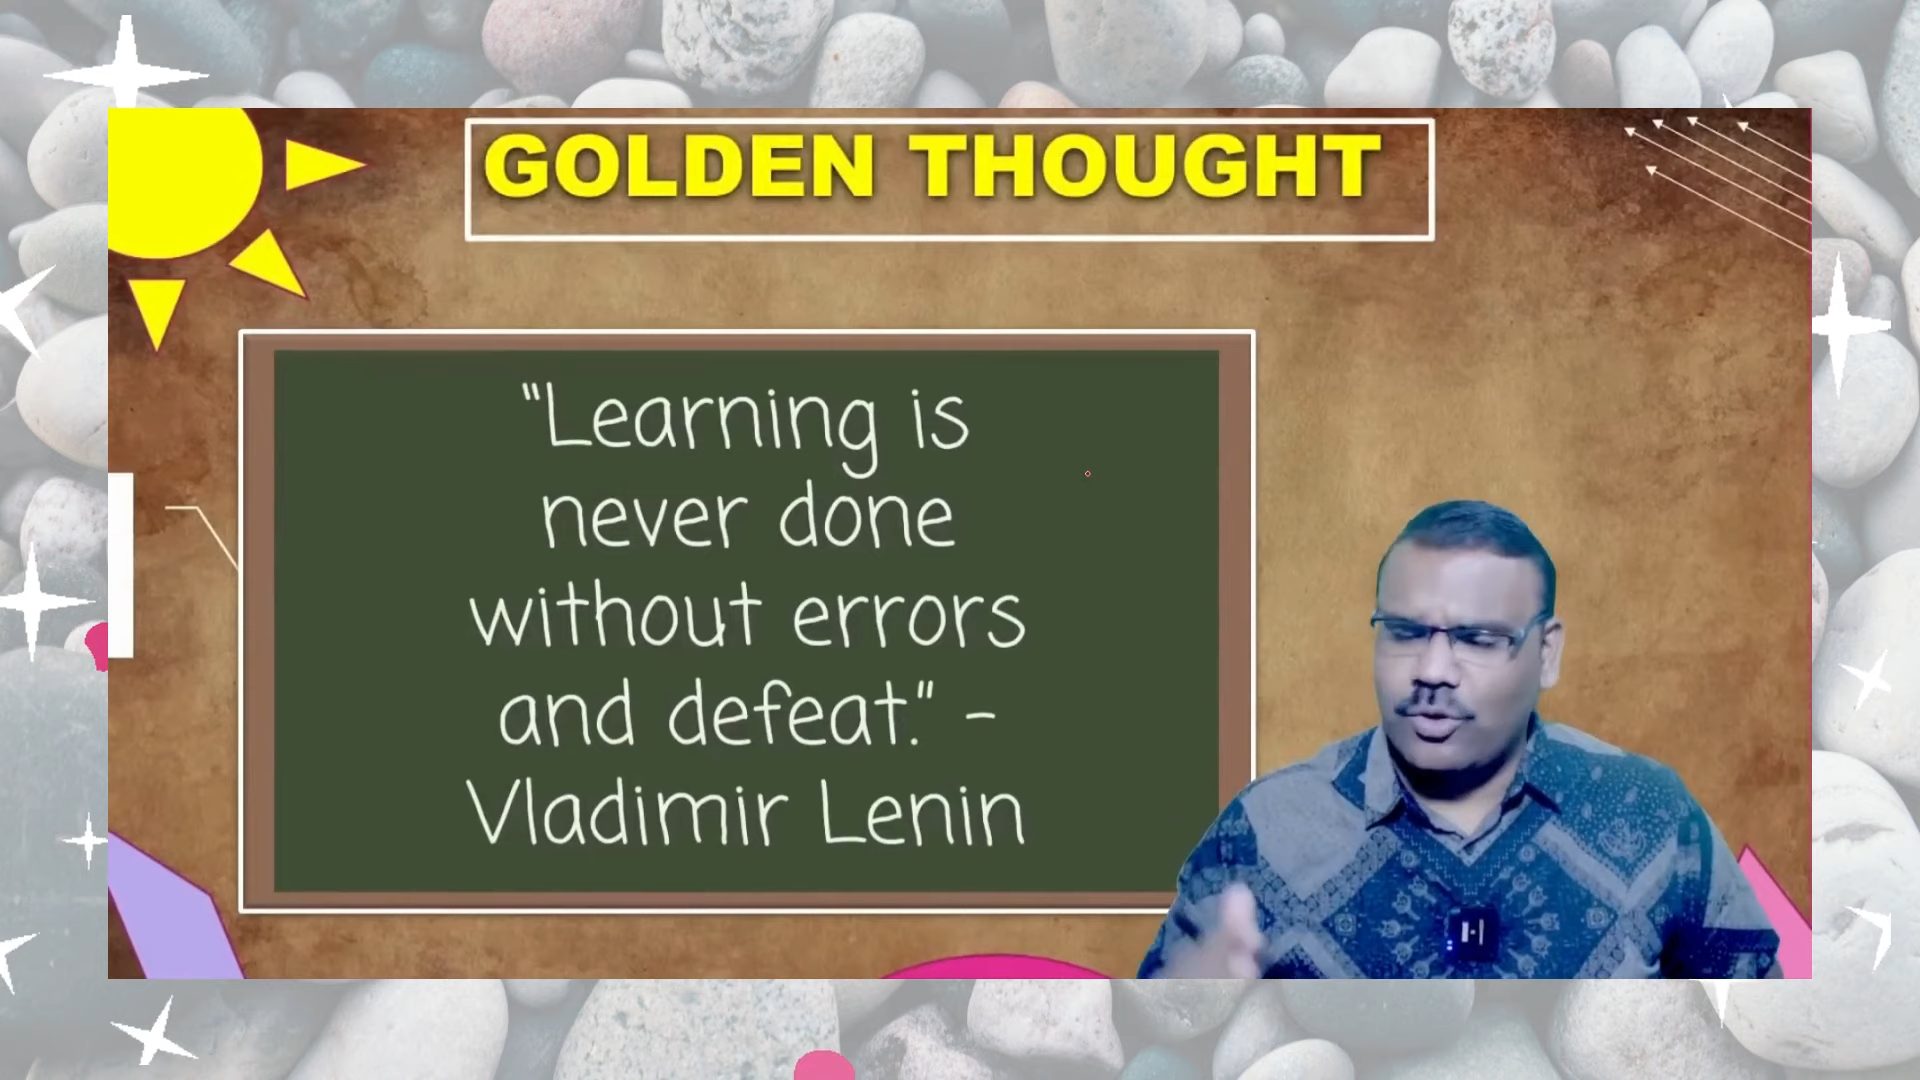 GOLDEN THOUGHT
"Learning is
never done
without errors
and defeat." -
Vladimir Lenin